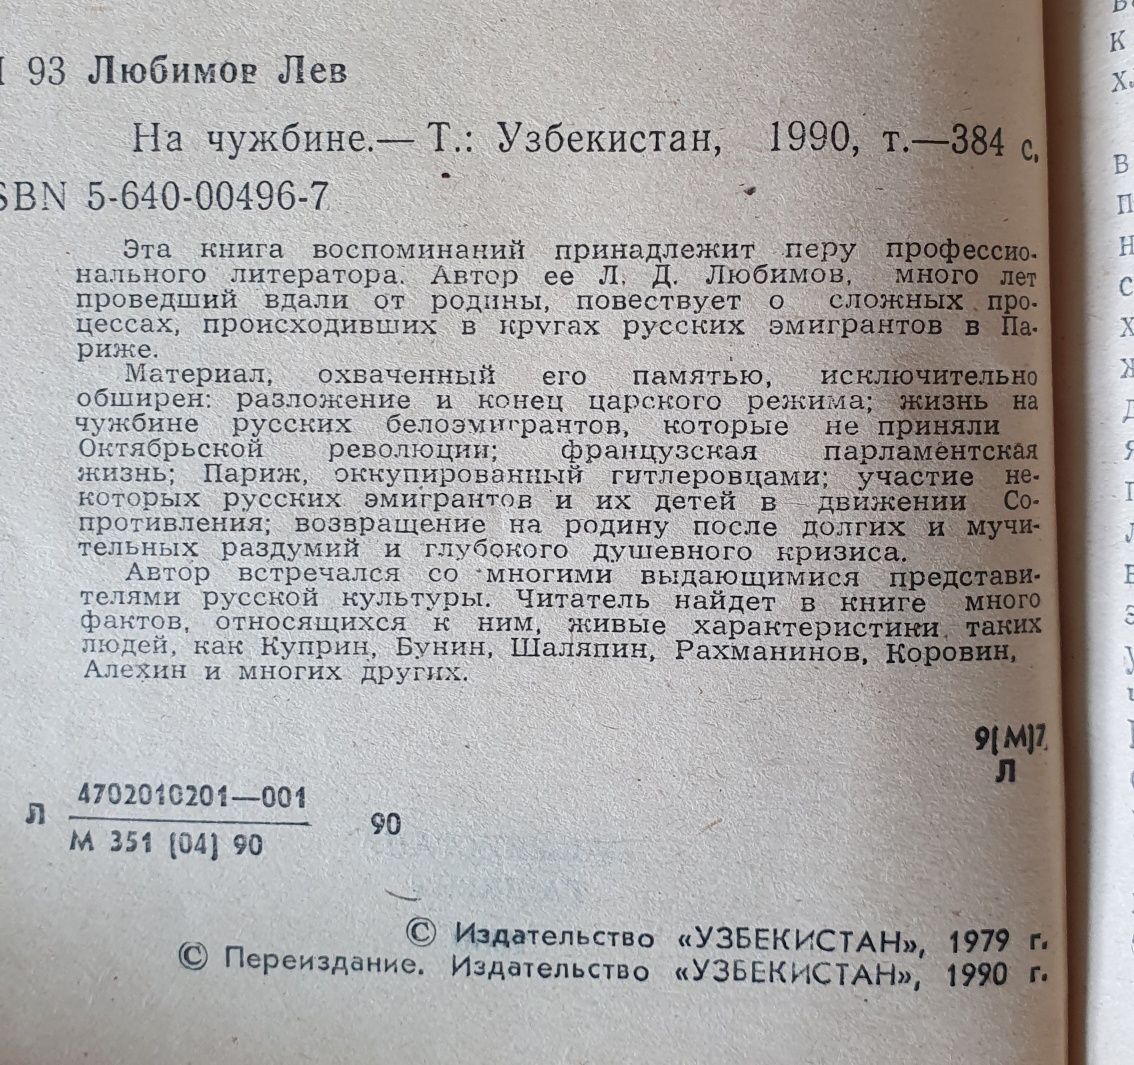 93 Любимов Лев
На чужбине.— Т.: Узбекистан, 1990, т.—384 с.
ISBN 5-640-00496-7
Эта книга воспоминаний принадлежит перу профессио-
нального литератора. Автор ее Л. Д. Любимов, много лет
проведший вдали от родины, повествует о сложных про-
цессах, происходивших в кругах русских эмигрантов в Па-
риже.
Материал, охваченный его памятью, исключительно
обширен: разложение и конец царского режима; жизнь на
чужбине русских белоэмигрантов, которые не приняли
Октябрьской революции; французская парламентская
жизнь; Париж, оккупированный гитлеровцами; участие не-
которых русских эмигрантов и их детей в движении Со-
противления; возвращение на родину после долгих и мучи-
тельных раздумий и глубокого душевного кризиса.
Автор встречался со многими выдающимися представи-
телями русской культуры. Читатель найдет в книге много
фактов, относящихся к ним, живые характеристики таких
людей, как Куприн, Бунин, Шаляпин, Рахманинов, Коровин,
Алехин и многих других.
9(М)7
Л
Л 4702010201—001
М 351 (04) 90 90
© Издательство «УЗБЕКИСТАН», 1979 г.
© Переиздание. Издательство «УЗБЕКИСТАН», 1990 г.